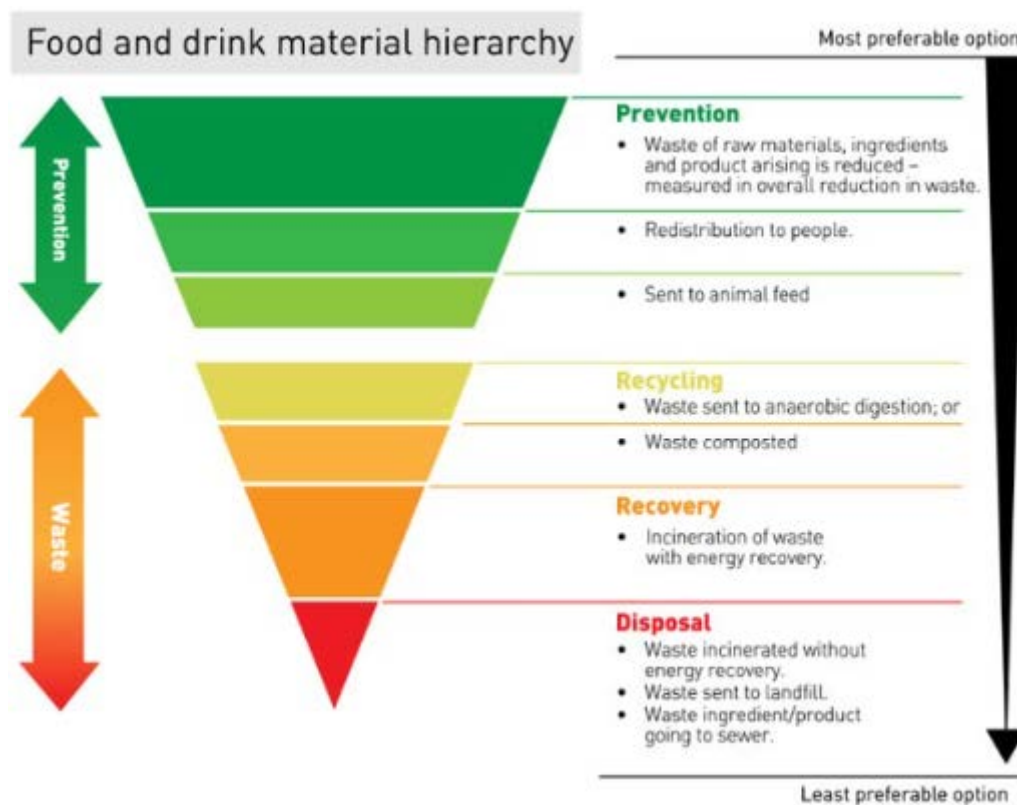 Food and drink material hierarchy
Most preferable option
Prevention
Waste
Prevention
• Waste of raw materials, ingredients
and product arising is reduced –
measured in overall reduction in waste.
• Redistribution to people.
• Sent to animal feed
Recycling
• Waste sent to anaerobic digestion; or
• Waste composted
Recovery
• Incineration of waste
with energy recovery.
Disposal
• Waste incinerated without
energy recovery.
• Waste sent to landfill.
• Waste ingredient/product
going to sewer.
Least preferable option